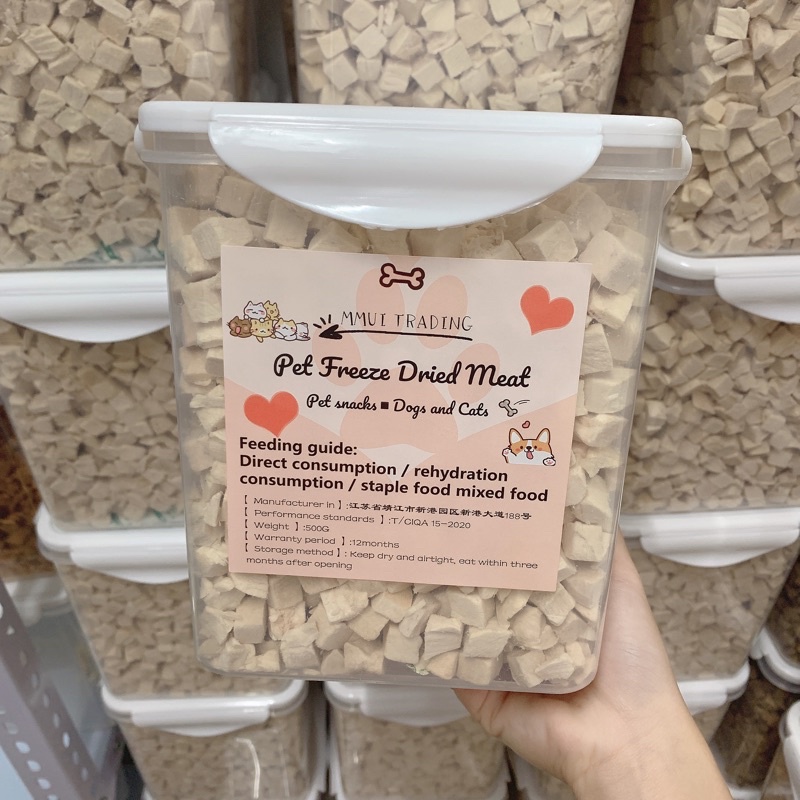 MMUI TRADING
Pet Freeze Dried Meat
Pet snacks ■ Dogs and Cats
Feeding guide:
Direct consumption / rehydration
consumption / staple food mixed food
【 Manufacturer in 】:江苏省靖江市新港园区新港大道188号
【 Performance standards 】:T/CIQA 15-2020
【 Weight 】:500G
【 Warranty period 】:12months
【 Storage method 】: Keep dry and airtight, eat within three
months after opening